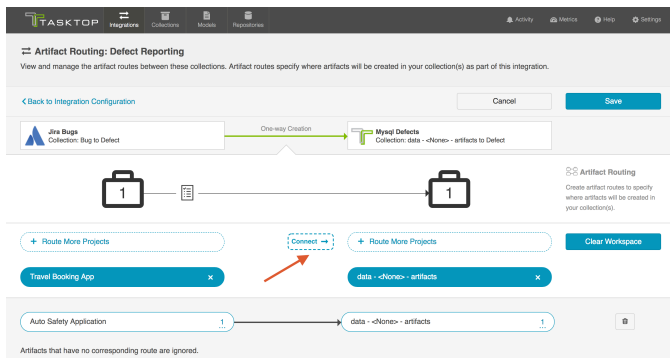 TASKTOP
Integrations
Collections
Models
Repositories
Activity
Metrics
Help
Settings
Artifact Routing: Defect Reporting
View and manage the artifact routes between these collections. Artifact routes specify where artifacts will be created in your collection(s) as part of this integration.
Back to Integration Configuration
Cancel
Save
Jira Bugs
Collection: Bug to Defect
One-way Creation
Mysql Defects
Collection: data - <None> - artifacts to Defect
1
1
Artifact Routing
Create artifact routes to specify
where artifacts will be created in
your collection(s).
+ Route More Projects
Connect →
+ Route More Projects
Clear Workspace
Travel Booking App x
data - <None> - artifacts x
Auto Safety Application 1
data - <None> - artifacts 1
Artifacts that have no corresponding route are ignored.